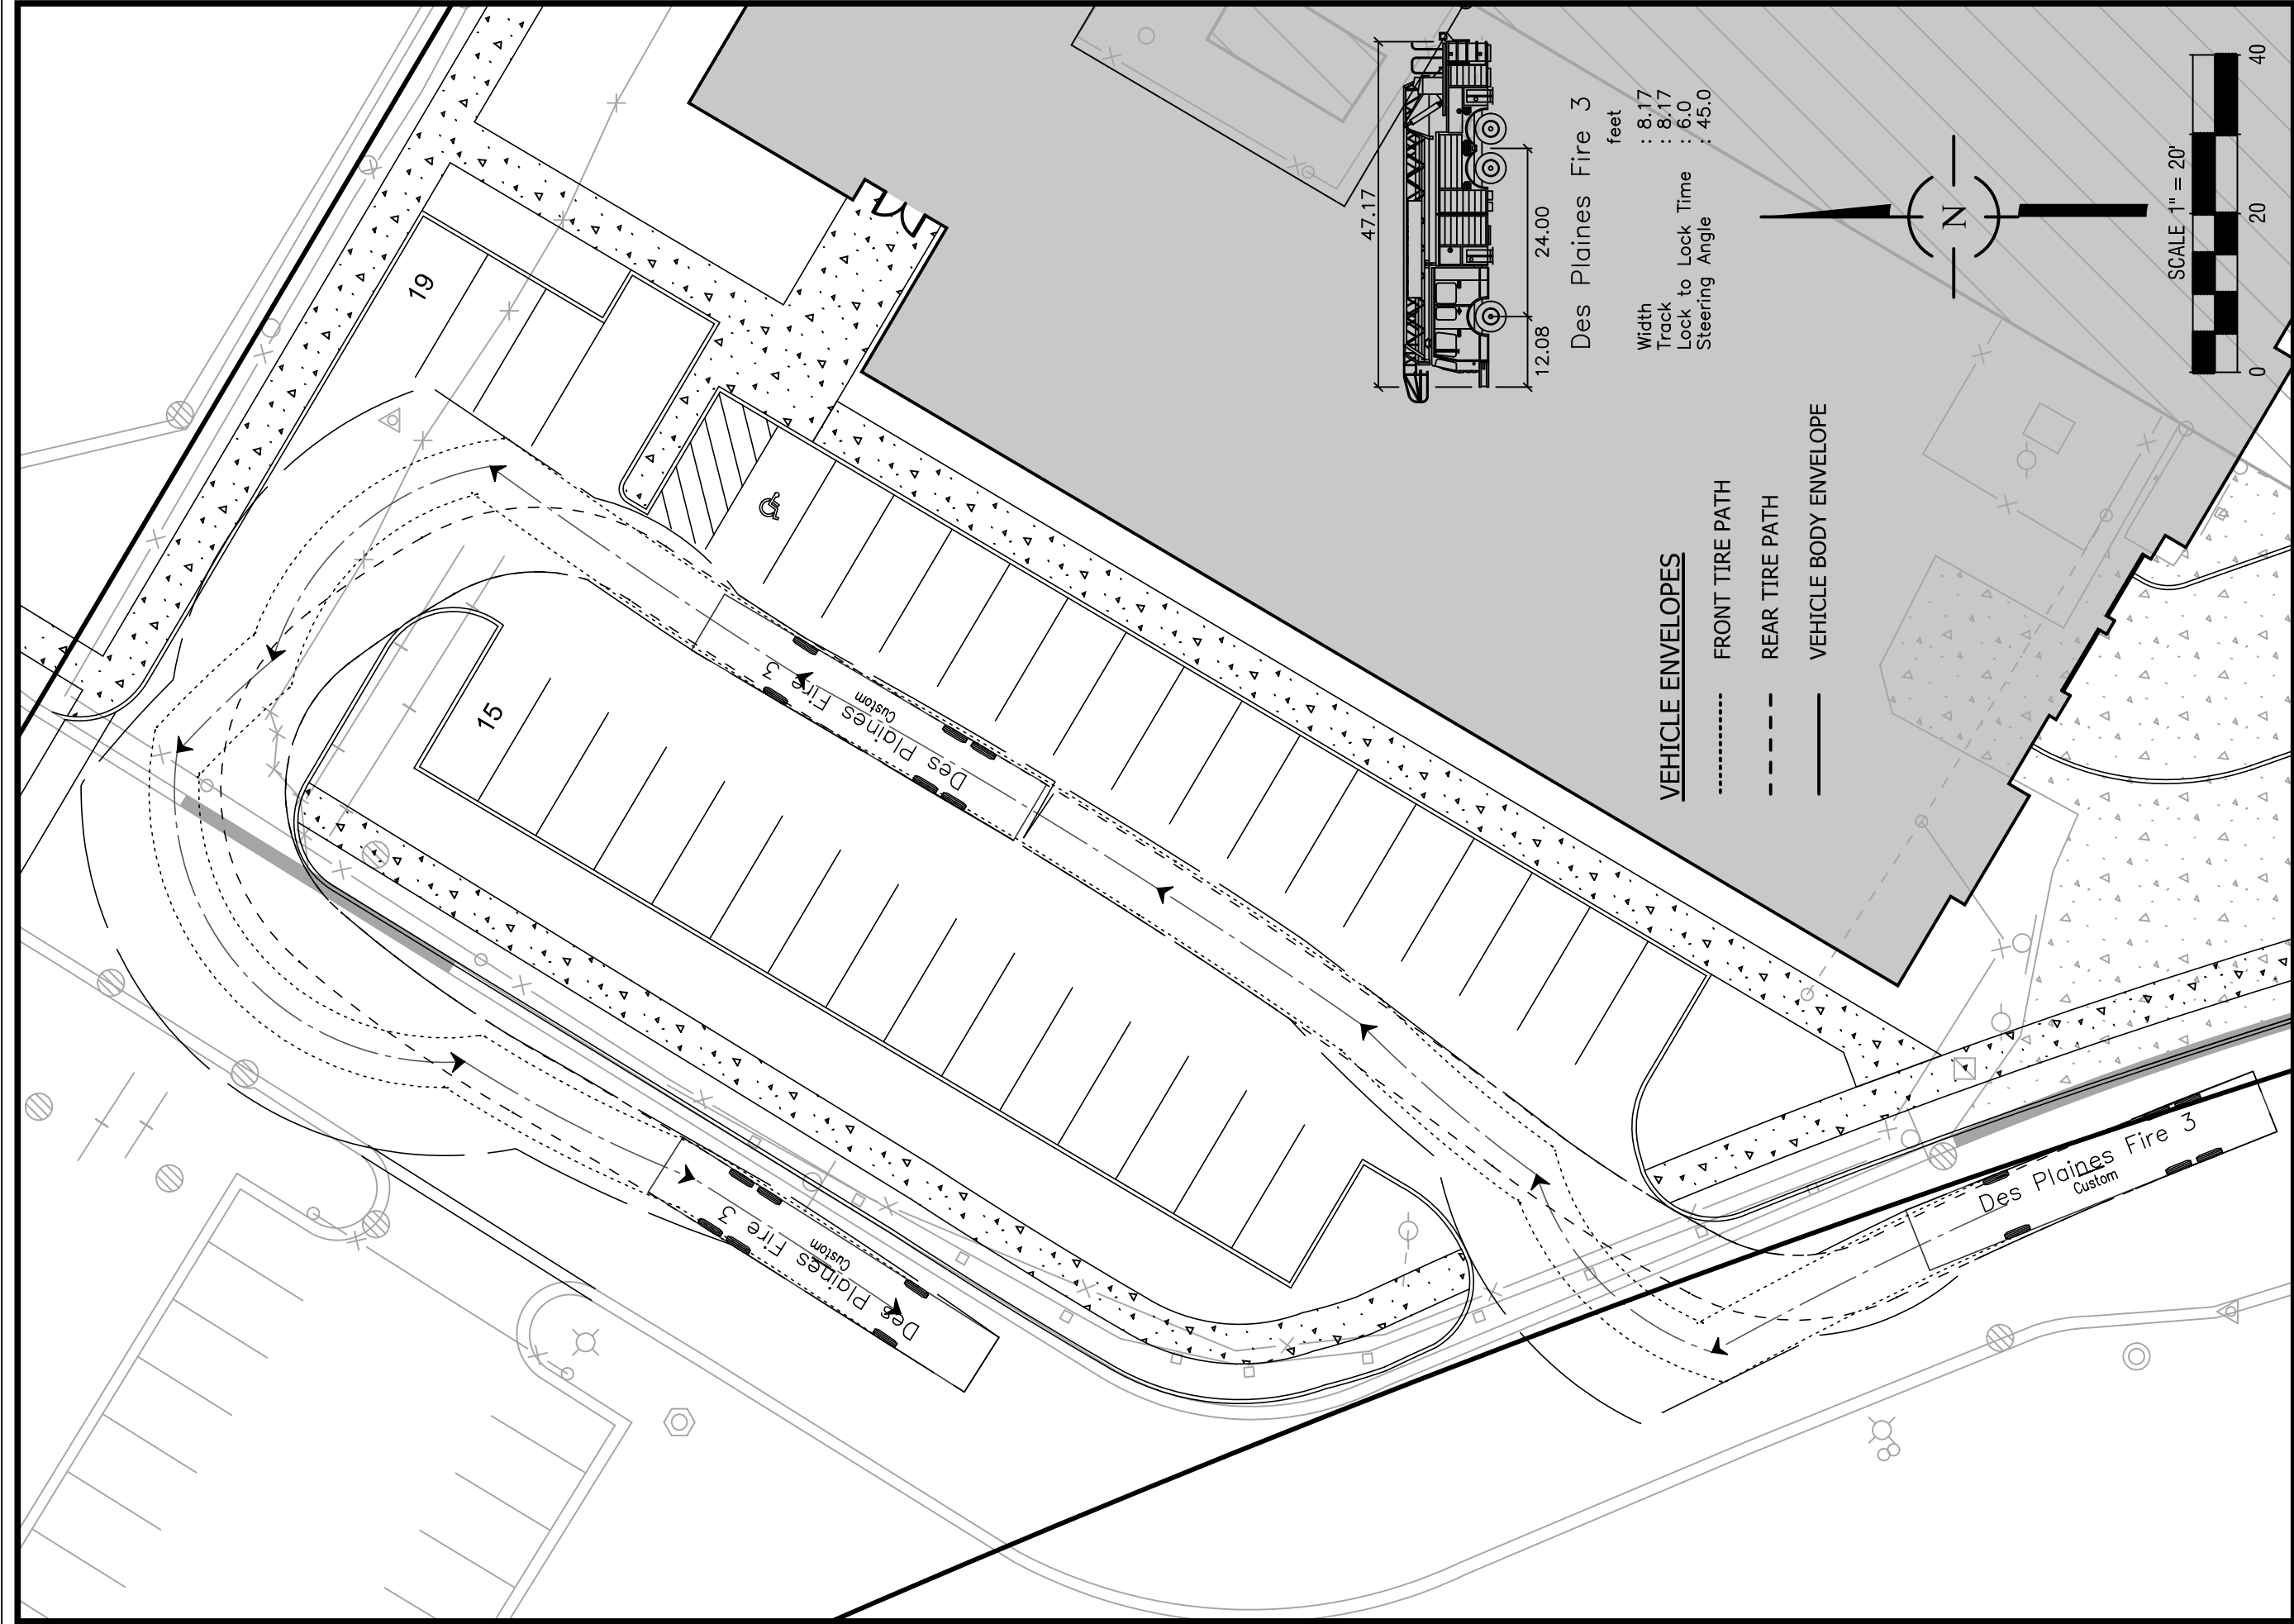 19
15
Des Plaines Fire 3
Custom
Des Plaines Fire 3
Custom
Des Plaines Fire 3
Custom
47.17
12.08
24.00
Des Plaines Fire 3
feet
Width : 8.17
Track : 8.17
Lock to Lock Time : 6.0
Steering Angle : 45.0
VEHICLE ENVELOPES
FRONT TIRE PATH
REAR TIRE PATH
VEHICLE BODY ENVELOPE
N
SCALE 1" = 20'
0 20 40